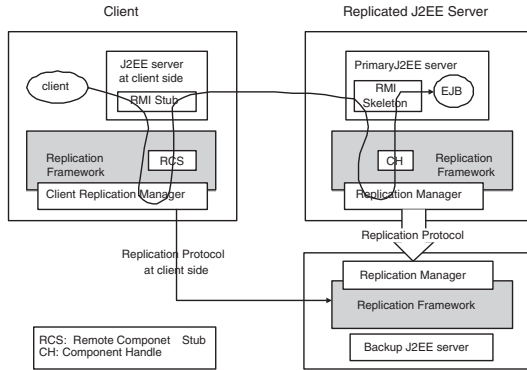 Client
Replicated J2EE Server
J2EE server
at client side
client
RMI Stub
Replication
Framework
RCS
Client Replication Manager
PrimaryJ2EE server
RMI
Skeleton
EJB
CH
Replication
Framework
Replication Manager
Replication Protocol
at client side
Replication Protocol
Replication Manager
Replication Framework
Backup J2EE server
RCS: Remote Componet Stub
CH: Component Handle